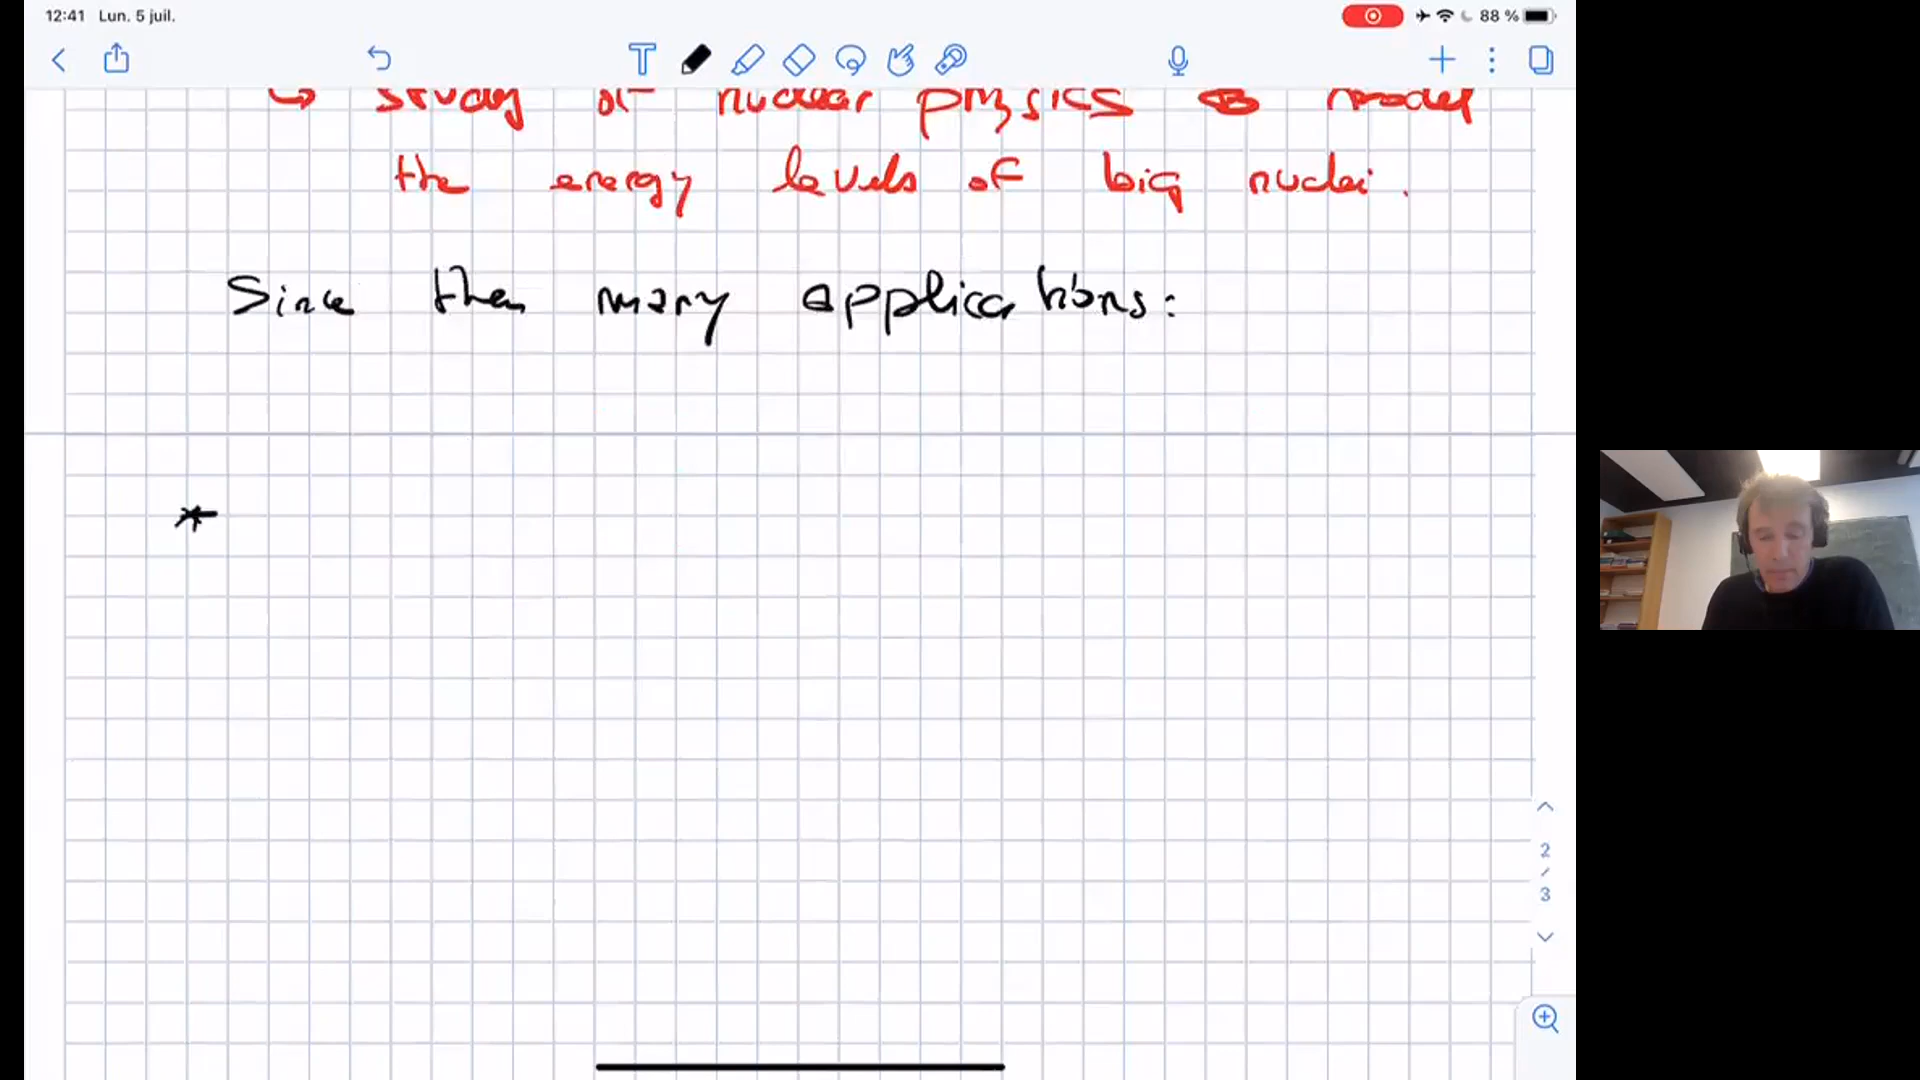 12:41 Lun. 5 juil.
88 %
↳ study of nuclear physics model
the energy levels of big nuclei.
Since then many applications:
*
2
/
3